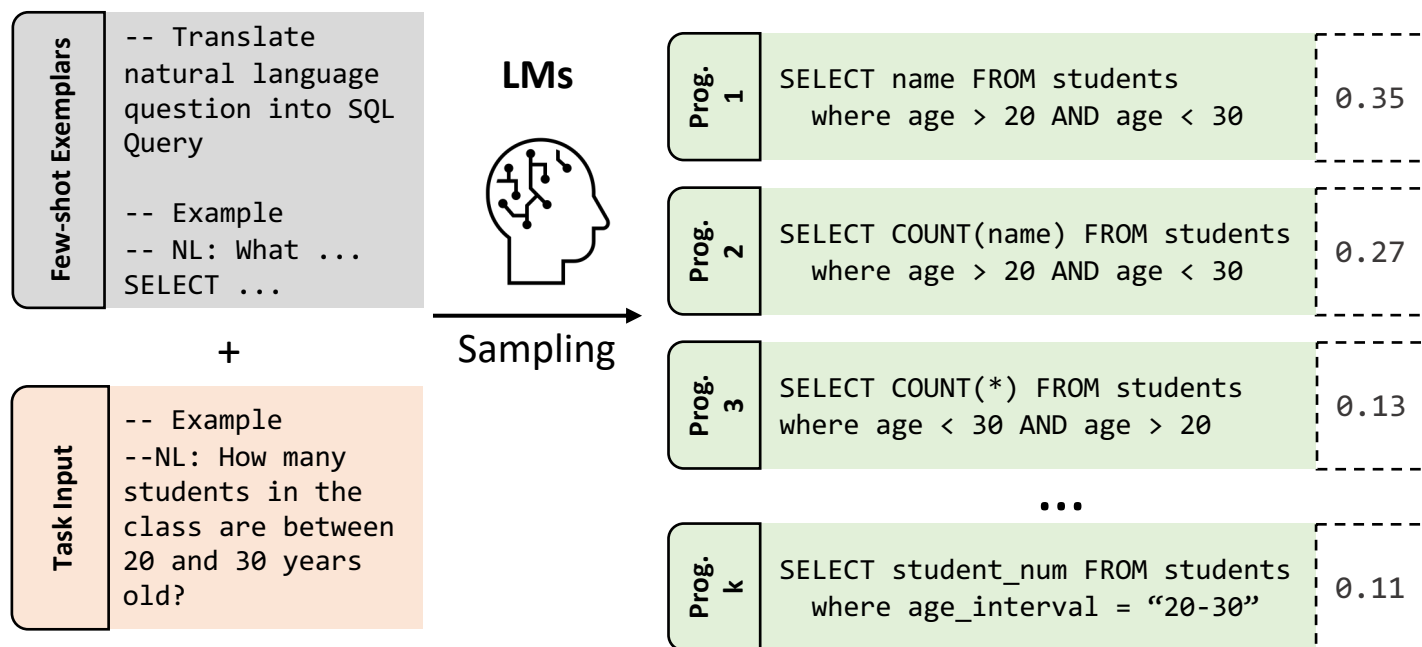 Few-shot Exemplars
-- Translate
natural language
question into SQL
Query
-- Example
-- NL: What ...
SELECT ...
+
Task Input
-- Example
--NL: How many
students in the
class are between
20 and 30 years
old?
LMs
Sampling
Prog.
1
SELECT name FROM students
where age > 20 AND age < 30
0.35
Prog.
2
SELECT COUNT(name) FROM students
where age > 20 AND age < 30
0.27
Prog.
3
SELECT COUNT(*) FROM students
where age < 30 AND age > 20
0.13
...
Prog.
k
SELECT student_num FROM students
where age_interval = “20-30”
0.11